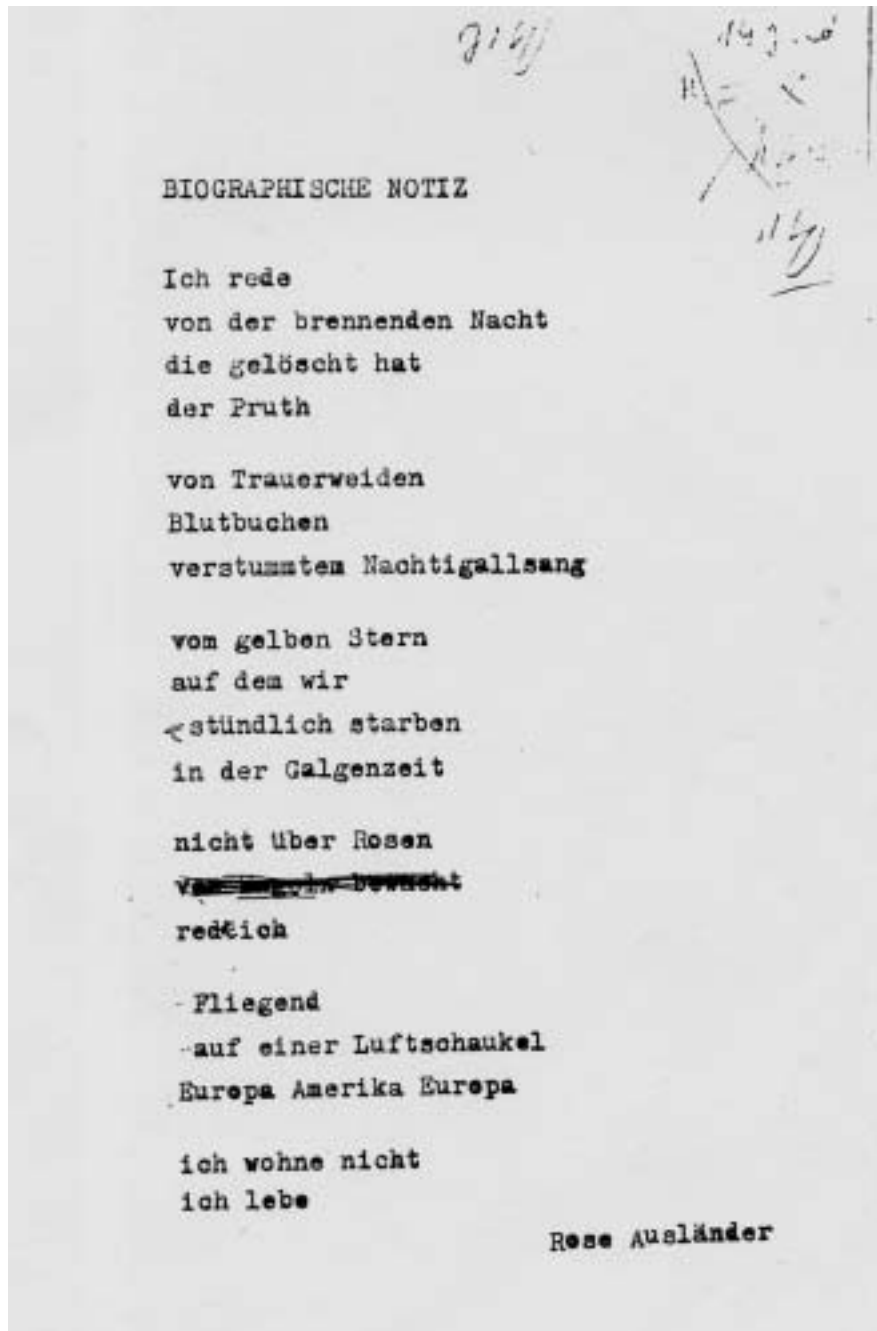 BIOGRAPHISCHE NOTIZ
Ich rede
von der brennenden Nacht
die gelöscht hat
der Pruth
von Trauerweiden
Blutbuchen
verstummtem Nachtigallsang
vom gelben Stern
auf dem wir
stündlich starben
in der Galgenzeit
nicht über Rosen
red ich
Fliegend
auf einer Luftschaukel
Europa Amerika Europa
ich wohne nicht
ich lebe
Rose Ausländer